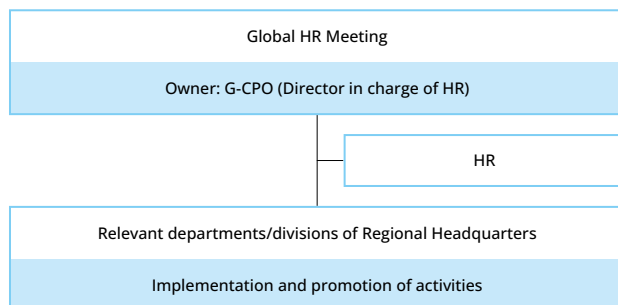 Global HR Meeting
Owner: G-CPO (Director in charge of HR)
HR
Relevant departments/divisions of Regional Headquarters
Implementation and promotion of activities